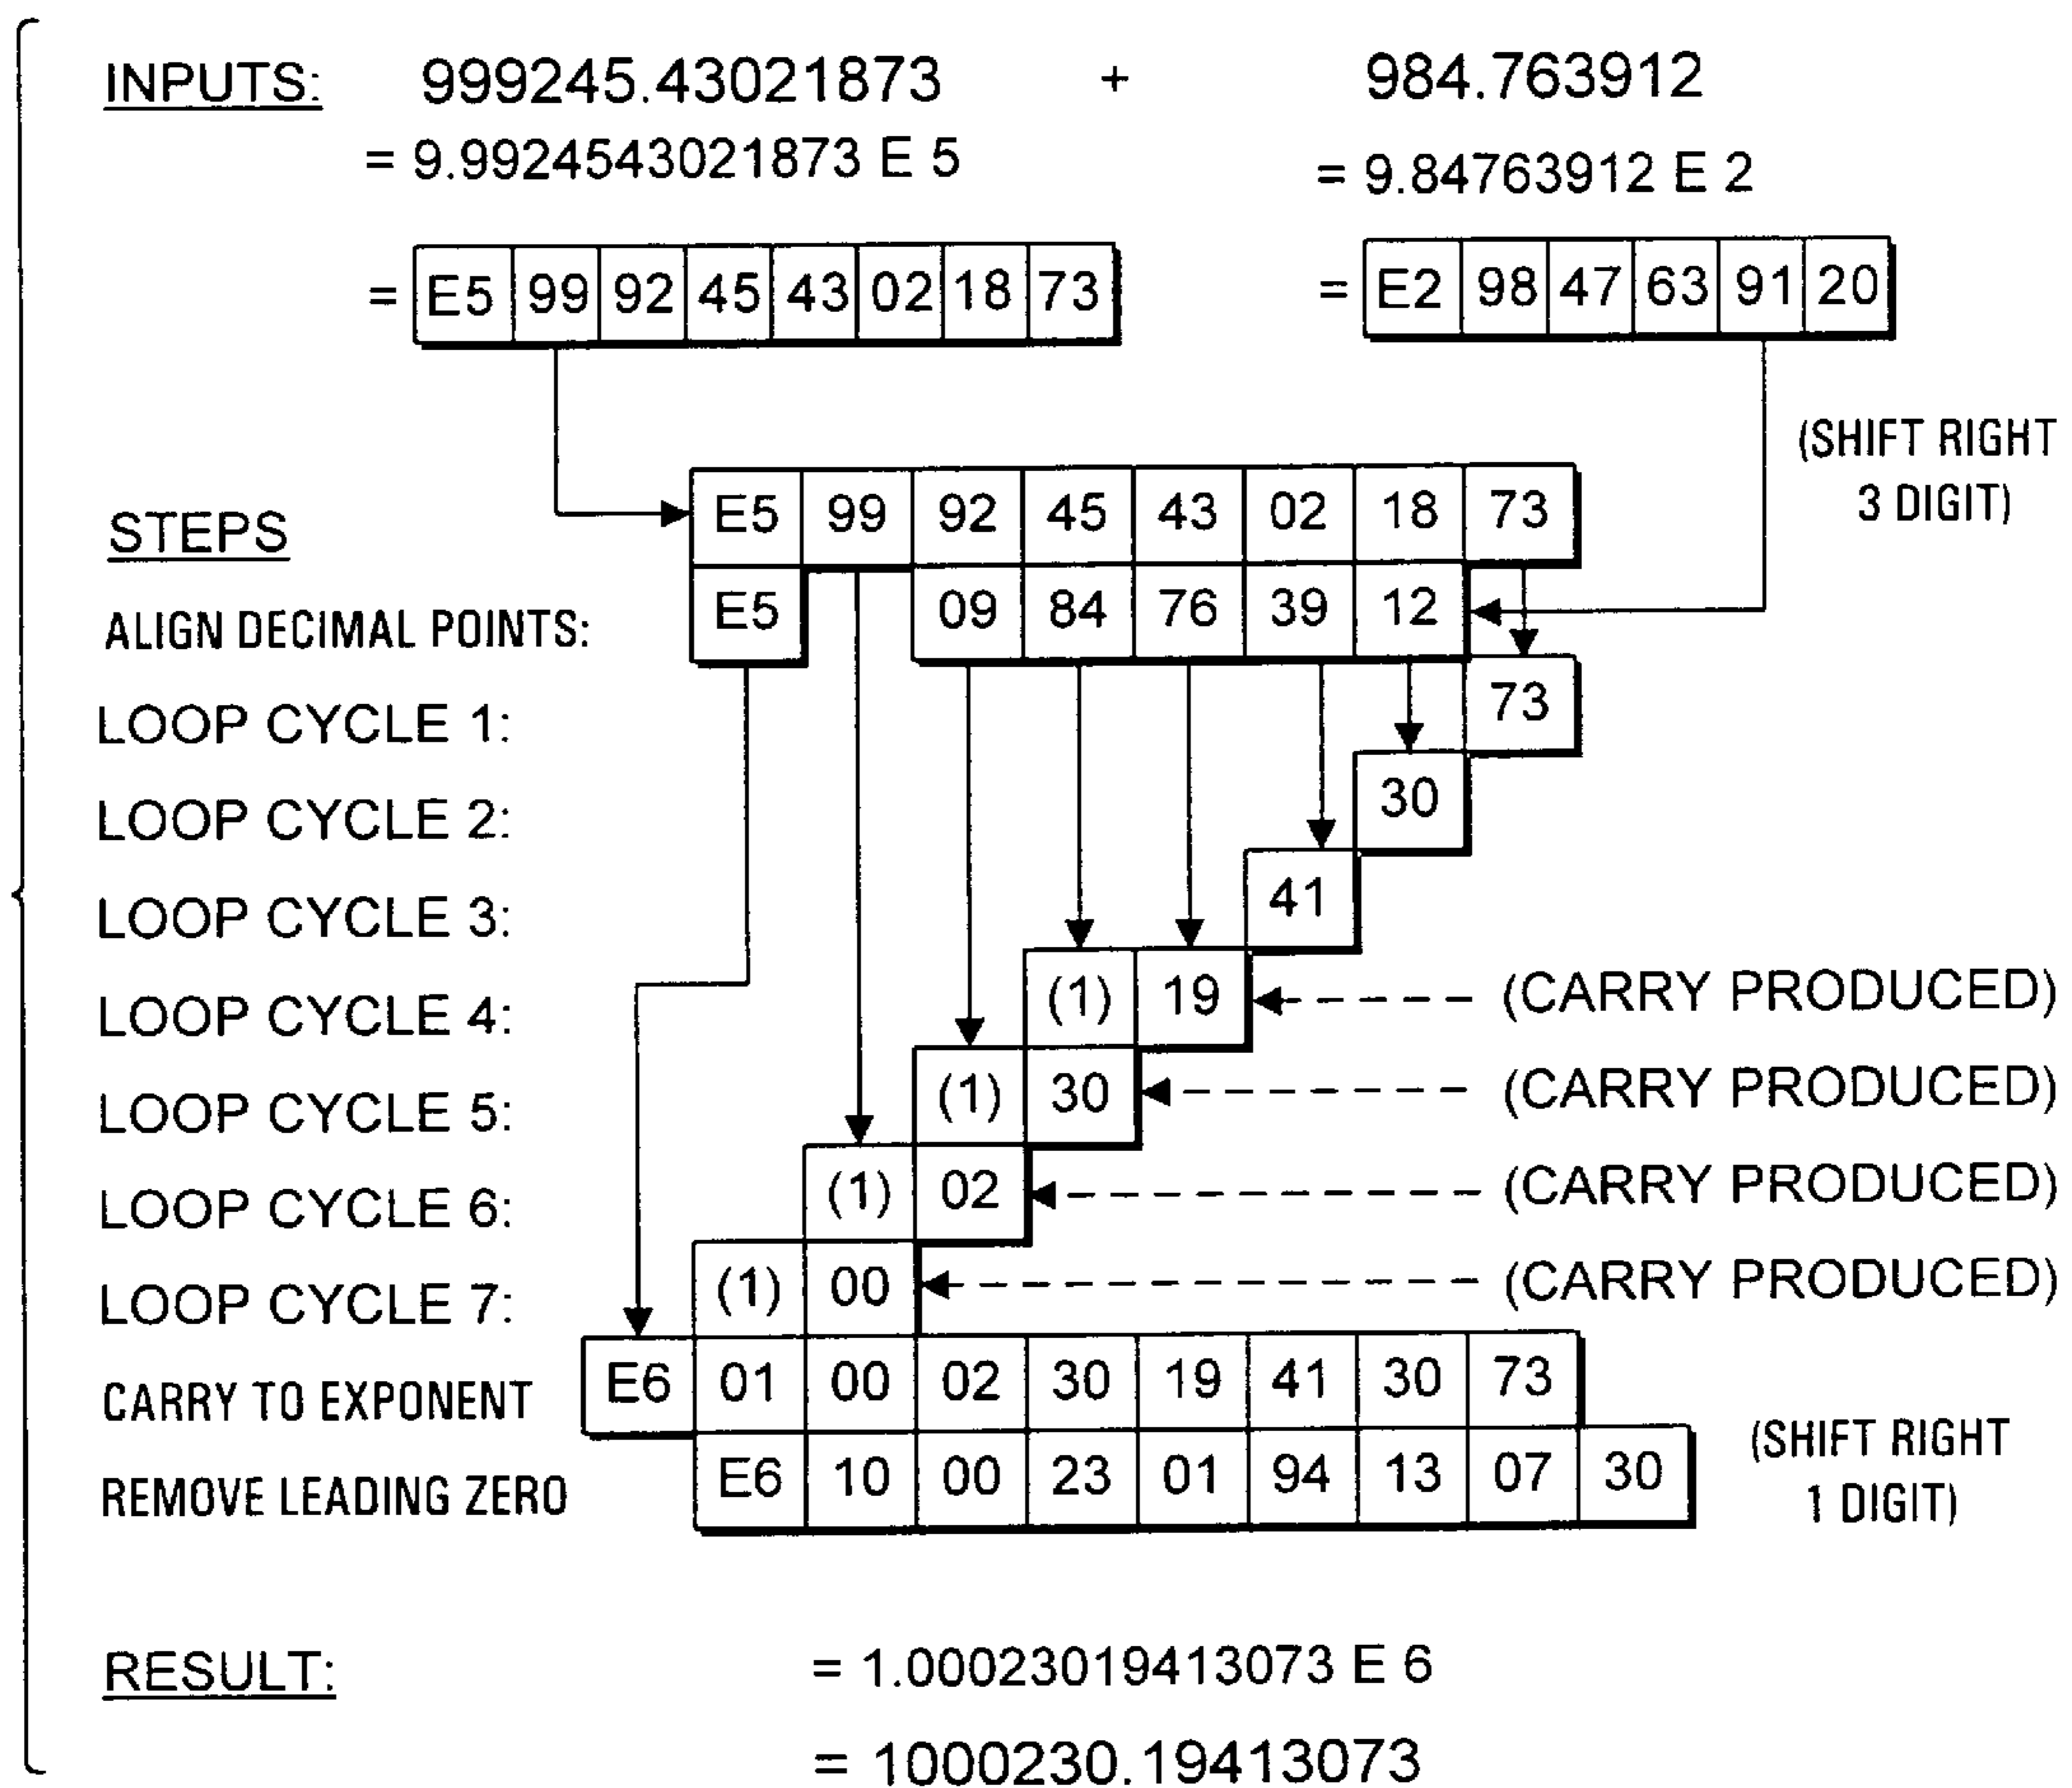 INPUTS: 999245.43021873 + 984.763912
= 9.9924543021873 E 5 = 9.84763912 E 2
= E5 99 92 45 43 02 18 73 = E2 98 47 63 91 20
(SHIFT RIGHT
3 DIGIT)
STEPS E5 99 92 45 43 02 18 73
ALIGN DECIMAL POINTS: E5 09 84 76 39 12
LOOP CYCLE 1: 73
LOOP CYCLE 2: 30
LOOP CYCLE 3: 41
LOOP CYCLE 4: (1) 19 (CARRY PRODUCED)
LOOP CYCLE 5: (1) 30 (CARRY PRODUCED)
LOOP CYCLE 6: (1) 02 (CARRY PRODUCED)
LOOP CYCLE 7: (1) 00 (CARRY PRODUCED)
CARRY TO EXPONENT E6 01 00 02 30 19 41 30 73
REMOVE LEADING ZERO E6 10 00 23 01 94 13 07 30
(SHIFT RIGHT
1 DIGIT)
RESULT: = 1.00023019413073 E 6
= 1000230.19413073